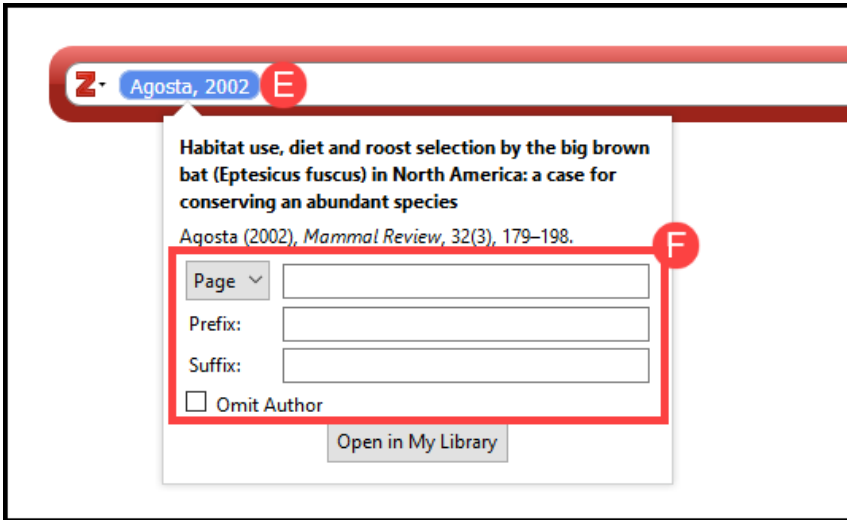 Z Agosta, 2002 E
Habitat use, diet and roost selection by the big brown
bat (Eptesicus fuscus) in North America: a case for
conserving an abundant species
Agosta (2002), Mammal Review, 32(3), 179–198.
F
Page
Prefix:
Suffix:
Omit Author
Open in My Library